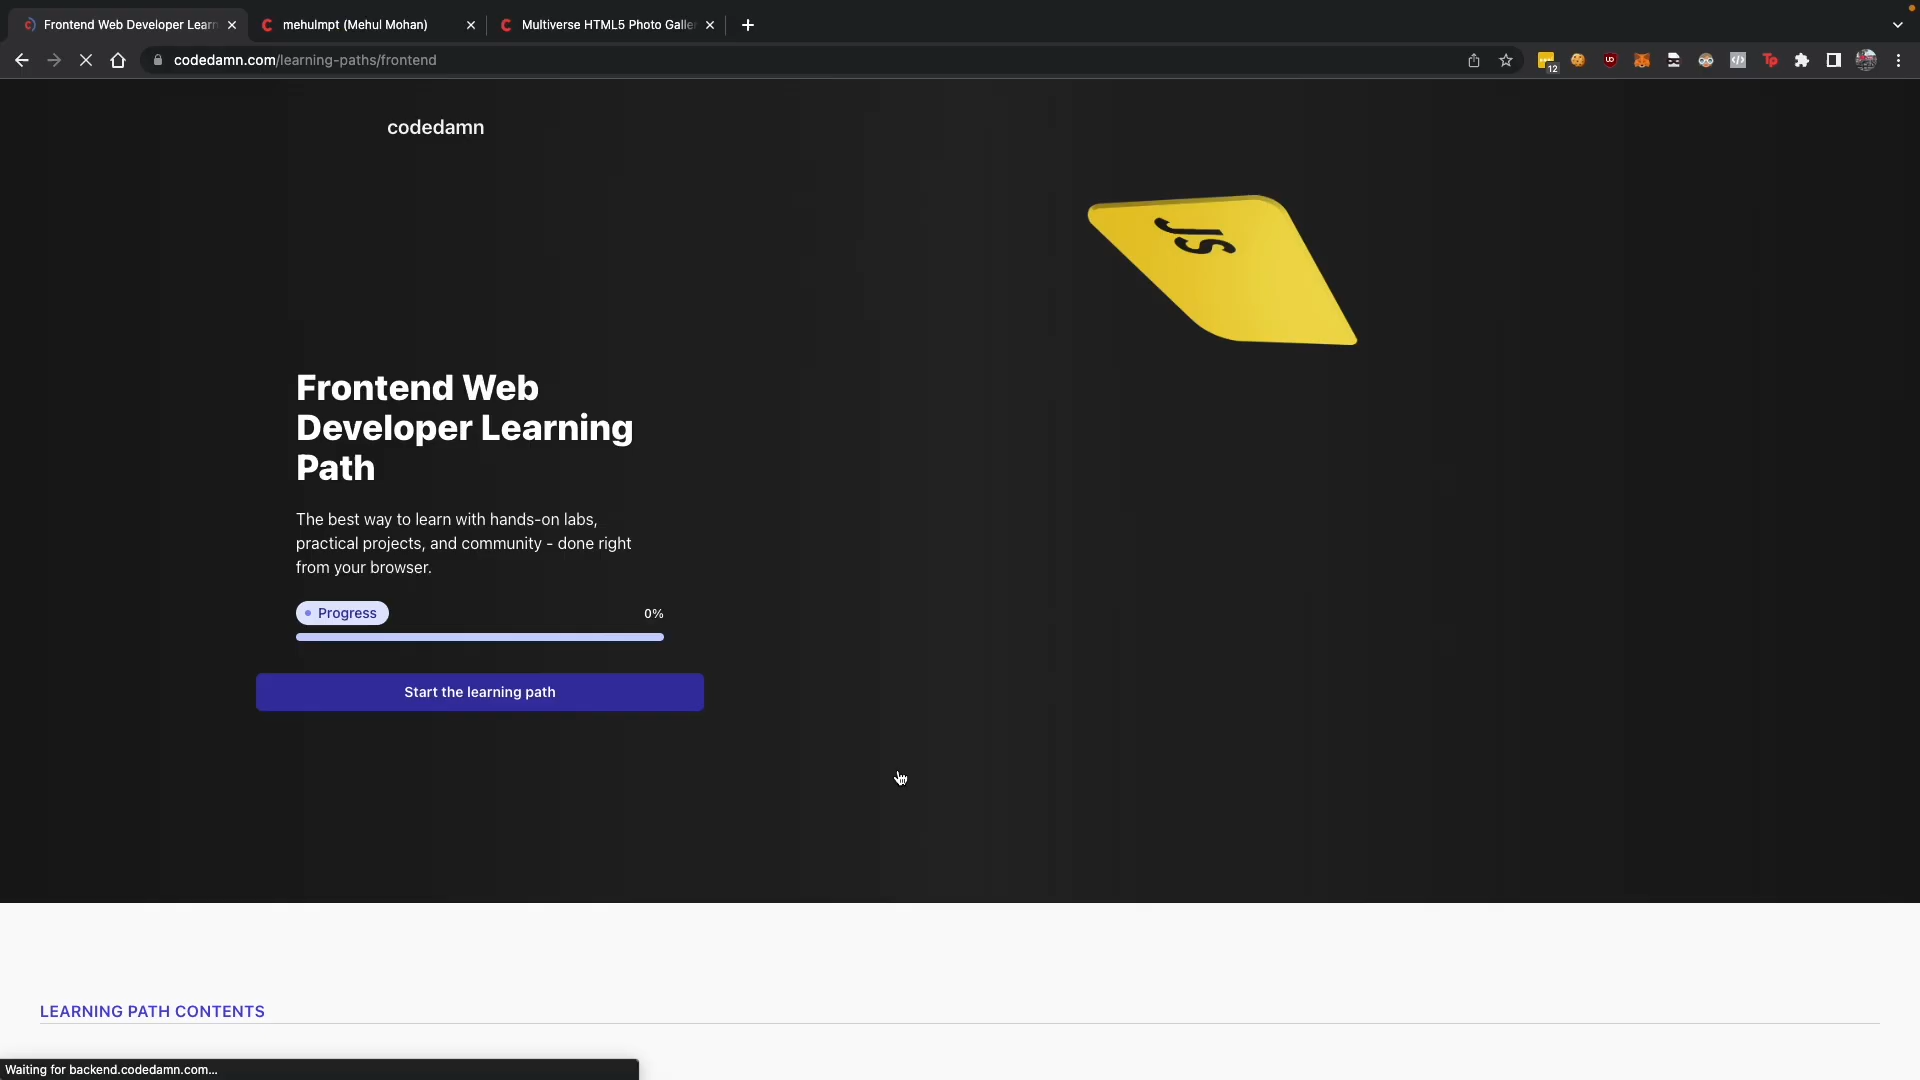 Frontend Web Developer Learn
mehulmpt (Mehul Mohan)
Multiverse HTML5 Photo Galle
codedamn.com/learning-paths/frontend
12
codedamn
JS
Frontend Web
Developer Learning
Path
The best way to learn with hands-on labs,
practical projects, and community - done right
from your browser.
Progress
0%
Start the learning path
LEARNING PATH CONTENTS
Waiting for backend.codedamn.com...